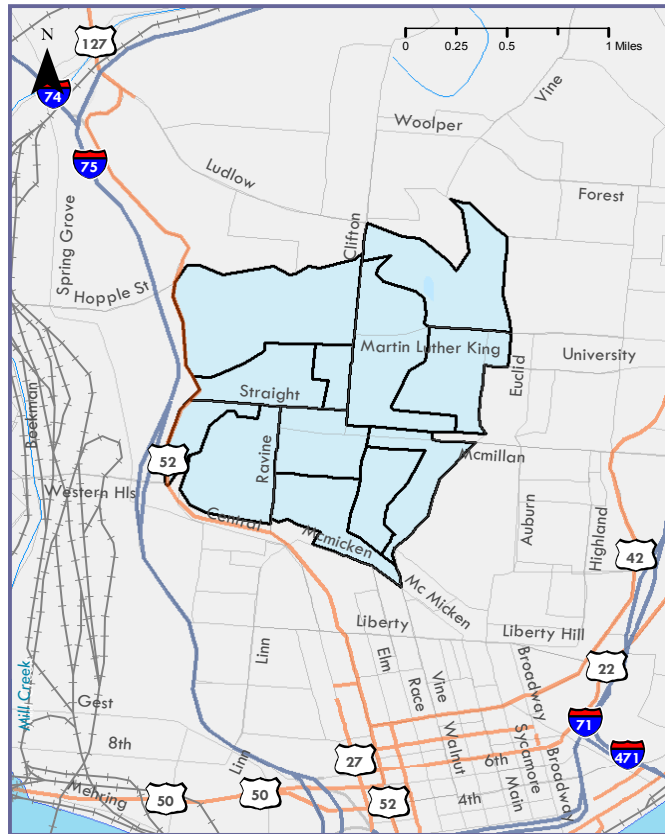 127
N
0 0.25 0.5 1 Miles
74
Vine
Woolper
75
Ludlow
Forest
Clifton
Spring Grove
Hopple St
Martin Luther King
University
Euclid
Straight
Beekman
Ravine
Mcmillan
52
Western Hls
Central
Mcmicken
Auburn
Highland
42
Mc Micken
Liberty
Liberty Hill
Linn
Elm
22
Broadway
Race
Vine
Mill Creek
Gest
71
8th
Walnut
Sycamore
Broadway
471
27
6th
Linn
Main
Mehring
50
50
52
4th